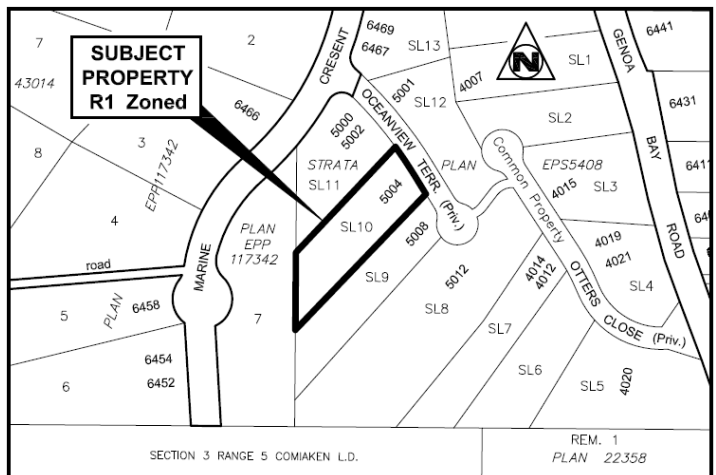 7
43014
2
SUBJECT
PROPERTY
R1 Zoned
6466
3
8
EPP117342
4
road
5
PLAN
6458
6454
6
6452
MARINE
CRESENT
PLAN
EPP
117342
7
6469
6467
SL13
5001
SL12
4007
N
SL1
GENOA
BAY
ROAD
6441
6431
SL2
5000
5002
OCEANVIEW TERR. (Priv.)
STRATA
SL11
PLAN
EPS5408
SL3
4015
Common Property
5004
SL10
5008
SL9
5012
SL8
4014
4012
4019
4021
SL4
OTTERS CLOSE (Priv.)
SL7
SL6
SL5
4020
SECTION 3 RANGE 5 COMIAKEN L.D.
REM. 1
PLAN 22358